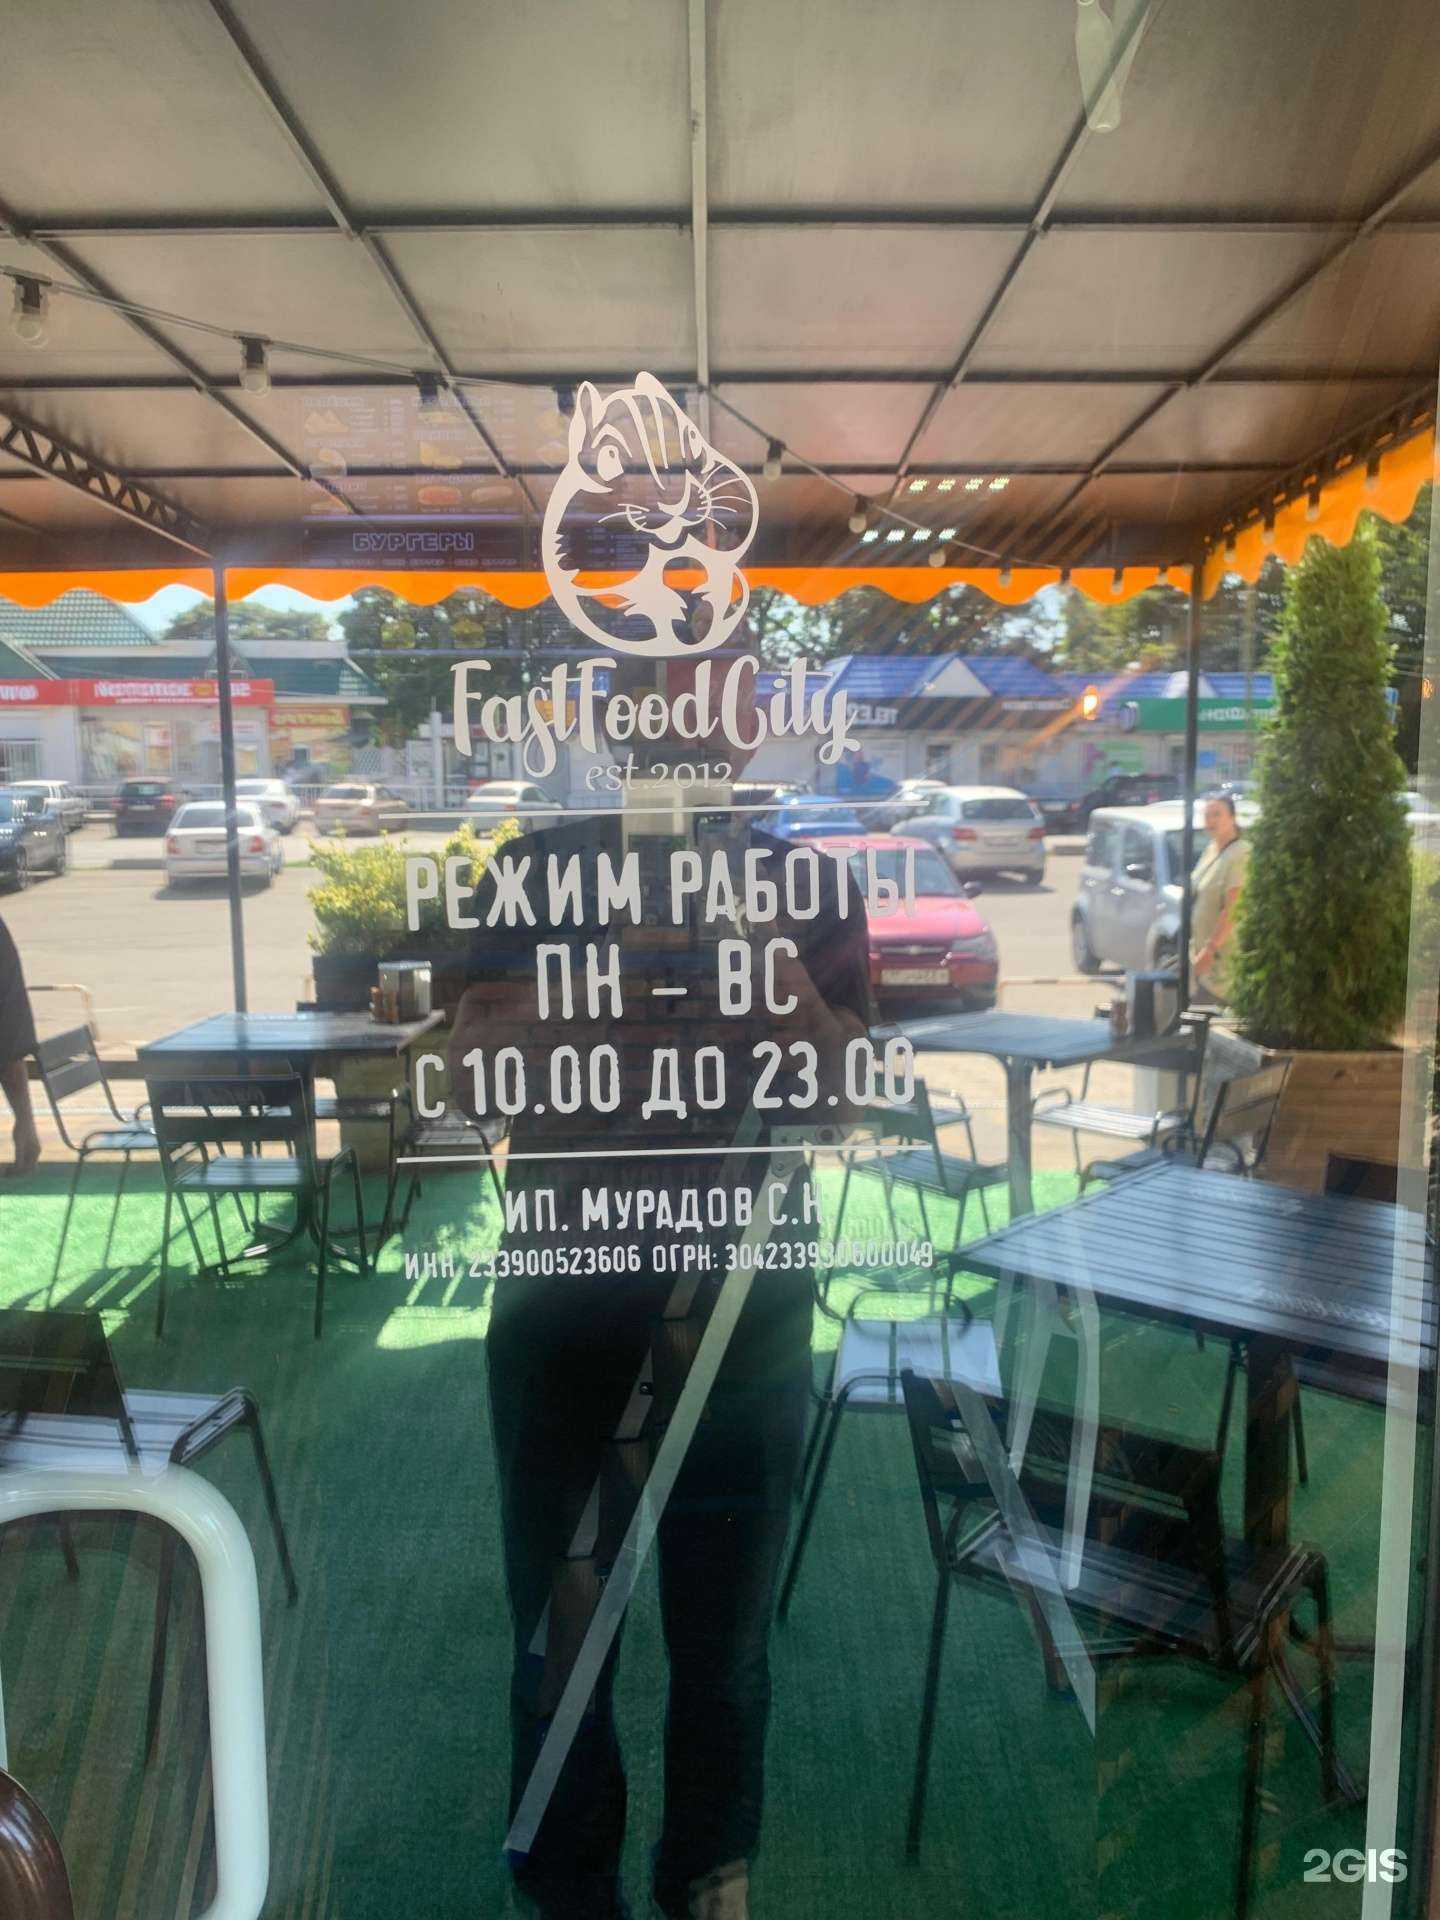 БУРГЕРЫ
FastFoodCity
est.2012
РЕЖИМ РАБОТЫ
ПН – ВС
С 10.00 ДО 23.00
ИП. МУРАДОВ С.Н
ИНН 233900523606 ОГРН: 304233930600049
TELE2
2GIS